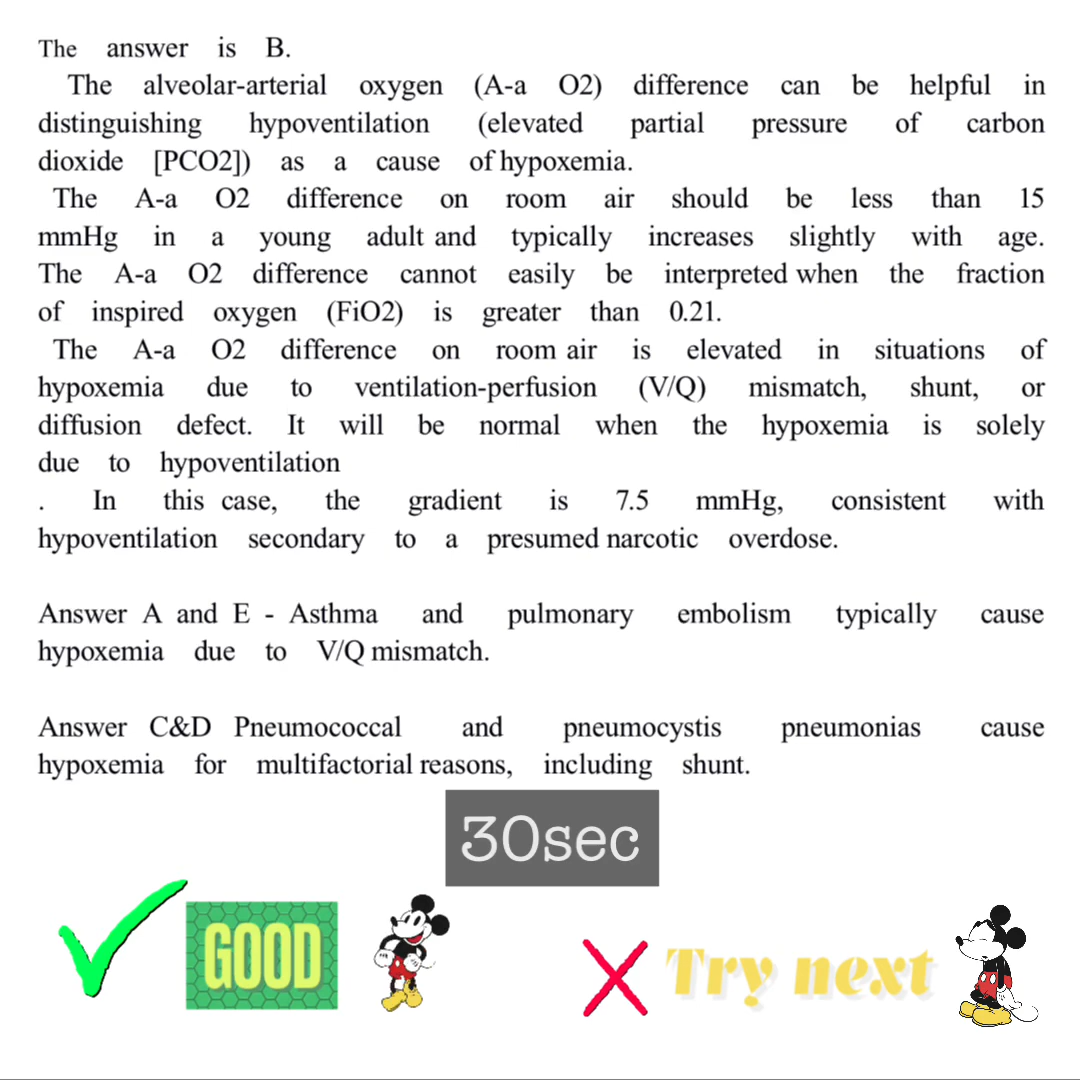 The answer is B.
The alveolar-arterial oxygen (A-a O2) difference can be helpful in
distinguishing hypoventilation (elevated partial pressure of carbon
dioxide [PCO2]) as a cause of hypoxemia.
The A-a O2 difference on room air should be less than 15
mmHg in a young adult and typically increases slightly with age.
The A-a O2 difference cannot easily be interpreted when the fraction
of inspired oxygen (FiO2) is greater than 0.21.
The A-a O2 difference on room air is elevated in situations of
hypoxemia due to ventilation-perfusion (V/Q) mismatch, shunt, or
diffusion defect. It will be normal when the hypoxemia is solely
due to hypoventilation
. In this case, the gradient is 7.5 mmHg, consistent with
hypoventilation secondary to a presumed narcotic overdose.
Answer A and E - Asthma and pulmonary embolism typically cause
hypoxemia due to V/Q mismatch.
Answer C&D Pneumococcal and pneumocystis pneumonias cause
hypoxemia for multifactorial reasons, including shunt.
30sec
GOOD
Try next